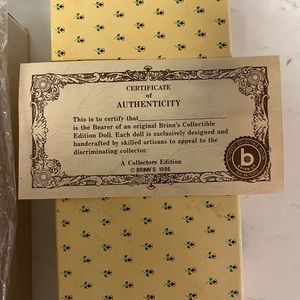 CERTIFICATE
of
AUTHENTICITY
This is to certify that
is the Bearer of an original Brinn's Collectible
Edition Doll. Each doll is exclusively designed and
handcrafted by skilled artisans to appeal to the
discriminating collector.
A Collectors Edition
© BRINN'S, 1986
b